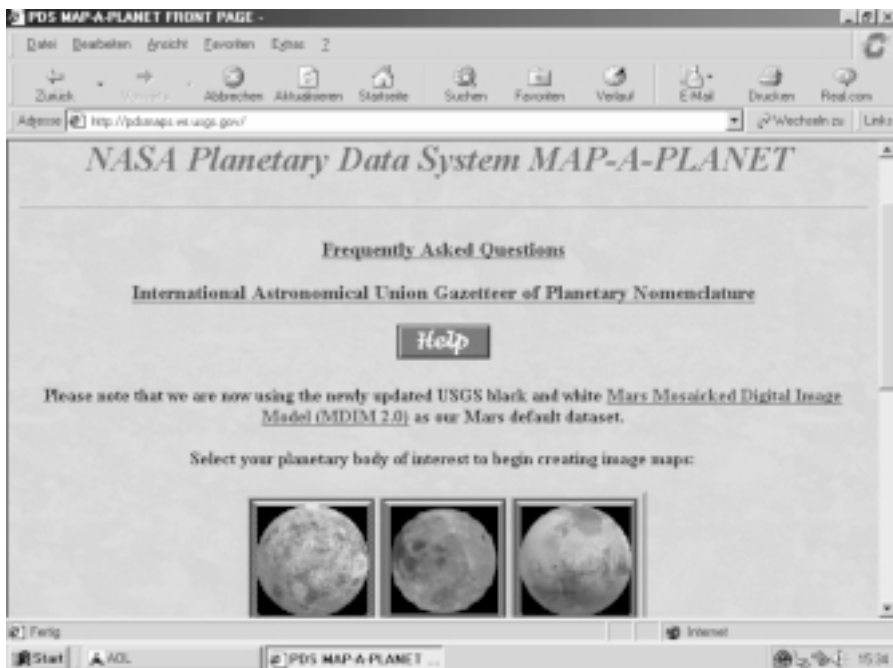 PDS MAP-A-PLANET FRONT PAGE -
Datei Bearbeiten Ansicht Favoriten Extras ?
Zurück Vorwärts Abbrechen Aktualisieren Startseite Suchen Favoriten Verlauf E-Mail Drucken Real.com
Adresse http://pdsmaps.wr.usgs.gov/ Wechseln zu Links
NASA Planetary Data System MAP-A-PLANET
Frequently Asked Questions
International Astronomical Union Gazetteer of Planetary Nomenclature
Help
Please note that we are now using the newly updated USGS black and white Mars Mosaicked Digital Image
Model (MDIM 2.0) as our Mars default dataset.
Select your planetary body of interest to begin creating image maps:
Fertig Internet
Start AOL PDS MAP-A-PLANET ...